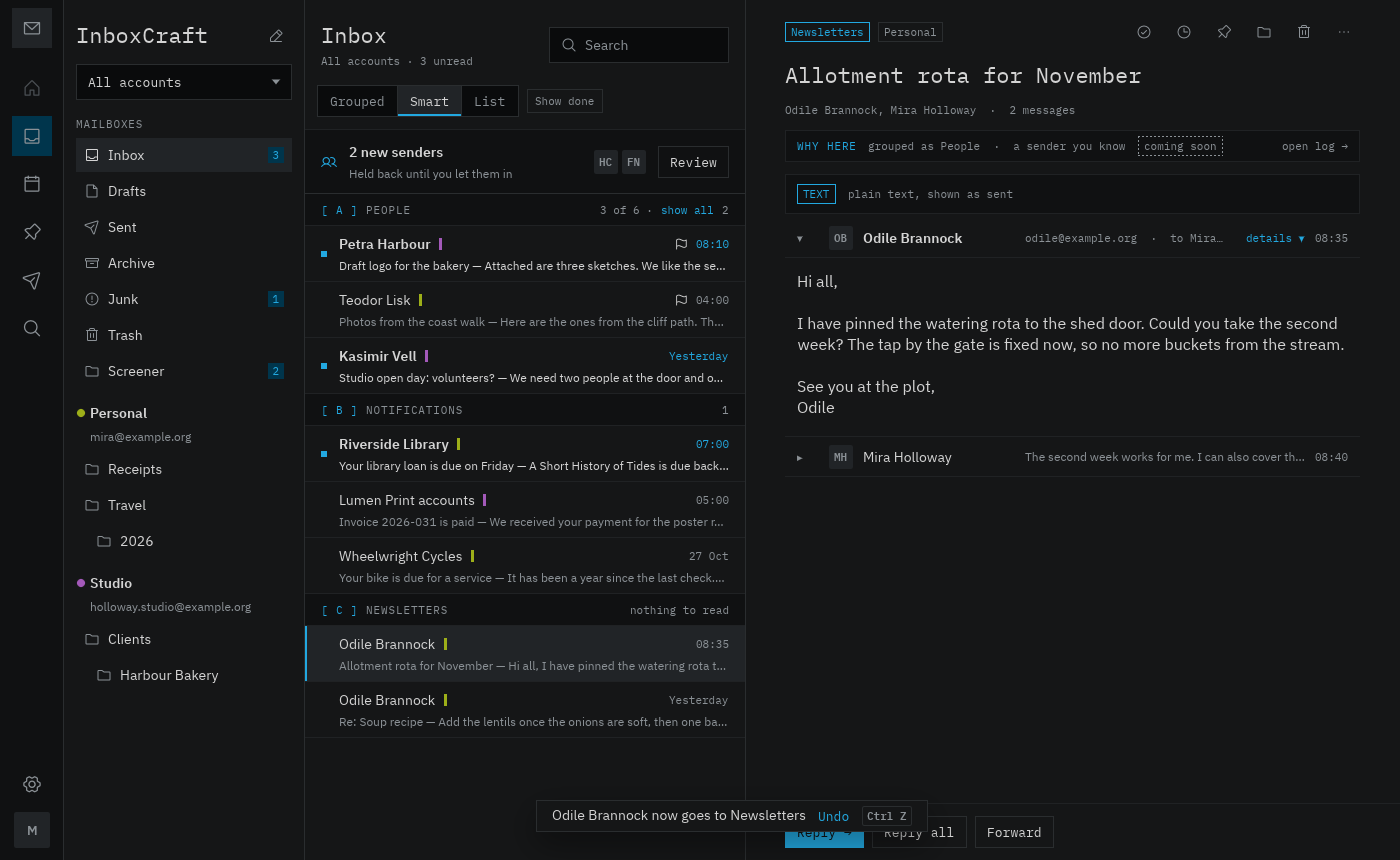 InboxCraft
All accounts
MAILBOXES
Inbox 3
Drafts
Sent
Archive
Junk 1
Trash
Screener 2
Personal
mira@example.org
Receipts
Travel
2026
Studio
holloway.studio@example.org
Clients
Harbour Bakery
M
Inbox
All accounts · 3 unread
Search
Grouped Smart List Show done
2 new senders
Held back until you let them in
HC FN Review
[ A ] PEOPLE 3 of 6 · show all 2
Petra Harbour 08:10
Draft logo for the bakery — Attached are three sketches. We like the se…
Teodor Lisk 04:00
Photos from the coast walk — Here are the ones from the cliff path. Th…
Kasimir Vell Yesterday
Studio open day: volunteers? — We need two people at the door and o…
[ B ] NOTIFICATIONS 1
Riverside Library 07:00
Your library loan is due on Friday — A Short History of Tides is due back…
Lumen Print accounts 05:00
Invoice 2026-031 is paid — We received your payment for the poster r…
Wheelwright Cycles 27 Oct
Your bike is due for a service — It has been a year since the last check.…
[ C ] NEWSLETTERS nothing to read
Odile Brannock 08:35
Allotment rota for November — Hi all, I have pinned the watering rota t…
Odile Brannock Yesterday
Re: Soup recipe — Add the lentils once the onions are soft, then one ba…
Newsletters Personal
Allotment rota for November
Odile Brannock, Mira Holloway · 2 messages
WHY HERE grouped as People · a sender you know coming soon open log →
TEXT plain text, shown as sent
▾ OB Odile Brannock odile@example.org · to Mira… details ▾ 08:35
Hi all,
I have pinned the watering rota to the shed door. Could you take the second
week? The tap by the gate is fixed now, so no more buckets from the stream.
See you at the plot,
Odile
▸ MH Mira Holloway The second week works for me. I can also cover th… 08:40
Odile Brannock now goes to Newsletters Undo Ctrl Z
Reply Reply all Forward